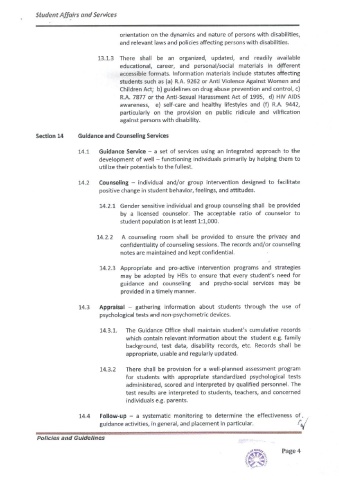 Student Affairs and Services
orientation on the dynamics and nature of persons with disabilities,
and relevant laws and policies affecting persons with disabilities.
13.1.3 There shall be an organized, updated, and readily available
educational, career, and personal/social materials in different
accessible formats. Information materials include statutes affecting
students such as (a) R.A. 9262 or Anti Violence Against Women and
Children Act; b) guidelines on drug abuse prevention and control, c)
R.A. 7877 or the Anti-Sexual Harassment Act of 1995, d) HIV AIDS
awareness, e) self-care and healthy lifestyles and (f) R.A. 9442,
particularly on the provision on public ridicule and vilification
against persons with disability.
Section 14 Guidance and Counseling Services
14.1 Guidance Service – a set of services using an integrated approach to the
development of well – functioning individuals primarily by helping them to
utilize their potentials to the fullest.
14.2 Counseling – individual and/or group intervention designed to facilitate
positive change in student behavior, feelings, and attitudes.
14.2.1 Gender sensitive individual and group counseling shall be provided
by a licensed counselor. The acceptable ratio of counselor to
student population is at least 1:1,000.
14.2.2 A counseling room shall be provided to ensure the privacy and
confidentiality of counseling sessions. The records and/or counseling
notes are maintained and kept confidential.
14.2.3 Appropriate and pro-active intervention programs and strategies
may be adopted by HEIs to ensure that every student's need for
guidance and counseling and psycho-social services may be
provided in a timely manner.
14.3 Appraisal – gathering information about students through the use of
psychological tests and non-psychometric devices.
14.3.1. The Guidance Office shall maintain student's cumulative records
which contain relevant information about the student e.g. family
background, test data, disability records, etc. Records shall be
appropriate, usable and regularly updated.
14.3.2 There shall be provision for a well-planned assessment program
for students with appropriate standardized psychological tests
administered, scored and interpreted by qualified personnel. The
test results are interpreted to students, teachers, and concerned
individuals e.g. parents.
14.4 Follow-up – a systematic monitoring to determine the effectiveness of
guidance activities, in general, and placement in particular.
Policies and Guidelines
Page 4